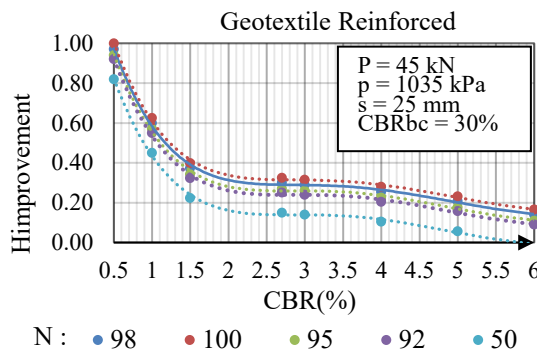 Geotextile Reinforced
P = 45 kN
p = 1035 kPa
s = 25 mm
CBRbc = 30%
Himprovement
1.00
0.80
0.60
0.40
0.20
0.00
0.5 1 1.5 2 2.5 3 3.5 4 4.5 5 5.5 6
CBR(%)
N : 98 100 95 92 50